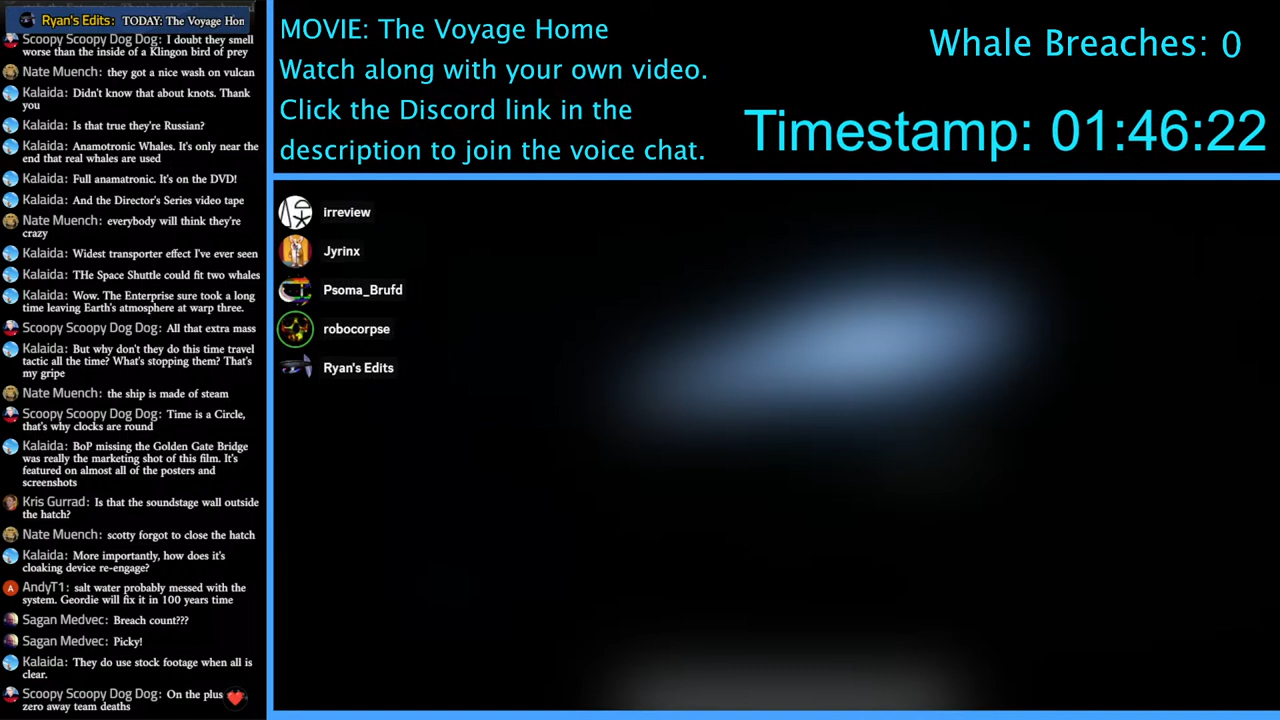 Ryan's Edits: TODAY: The Voyage Hon
Scoopy Scoopy Dog Dog: I doubt they smell
worse than the inside of a Klingon bird of prey
Nate Muench: they got a nice wash on vulcan
Kalaida: Didn't know that about knots. Thank
you
Kalaida: Is that true they're Russian?
Kalaida: Anamotronic Whales. It's only near the
end that real whales are used
Kalaida: Full anamatronic. It's on the DVD!
Kalaida: And the Director's Series video tape
Nate Muench: everybody will think they're
crazy
Kalaida: Widest transporter effect I've ever seen
Kalaida: THe Space Shuttle could fit two whales
Kalaida: Wow. The Enterprise sure took a long
time leaving Earth's atmosphere at warp three.
Scoopy Scoopy Dog Dog: All that extra mass
Kalaida: But why don't they do this time travel
tactic all the time? What's stopping them? That's
my gripe
Nate Muench: the ship is made of steam
Scoopy Scoopy Dog Dog: Time is a Circle,
that's why clocks are round
Kalaida: BoP missing the Golden Gate Bridge
was really the marketing shot of this film. It's
featured on almost all of the posters and
screenshots
Kris Gurrad: Is that the soundstage wall outside
the hatch?
Nate Muench: scotty forgot to close the hatch
Kalaida: More importantly, how does it's
cloaking device re-engage?
A AndyT1: salt water probably messed with the
system. Geordie will fix it in 100 years time
Sagan Medvec: Breach count???
Sagan Medvec: Picky!
Kalaida: They do use stock footage when all is
clear.
Scoopy Scoopy Dog Dog: On the plus
zero away team deaths
MOVIE: The Voyage Home
Watch along with your own video.
Click the Discord link in the
description to join the voice chat.
Whale Breaches: 0
Timestamp: 01:46:22
irreview
Jyrinx
Psoma_Brufd
robocorpse
Ryan's Edits